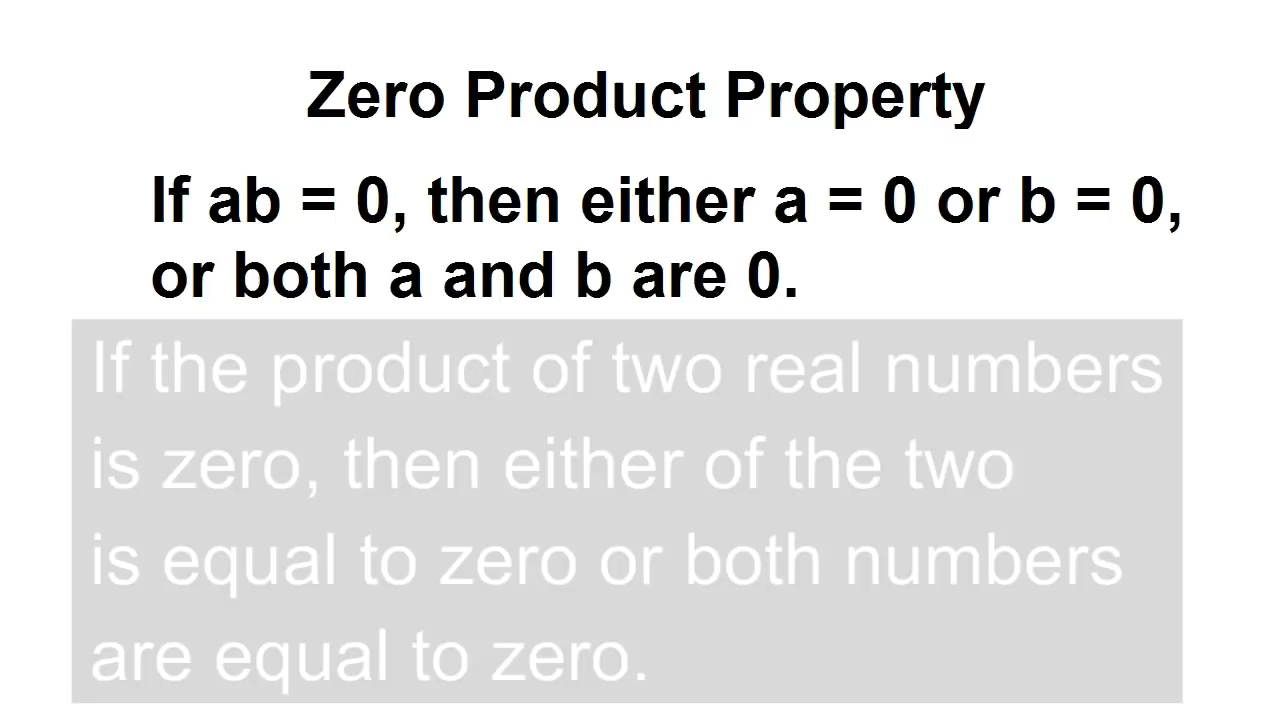 Zero Product Property
If ab = 0, then either a = 0 or b = 0,
or both a and b are 0.
If the product of two real numbers
is zero, then either of the two
is equal to zero or both numbers
are equal to zero.